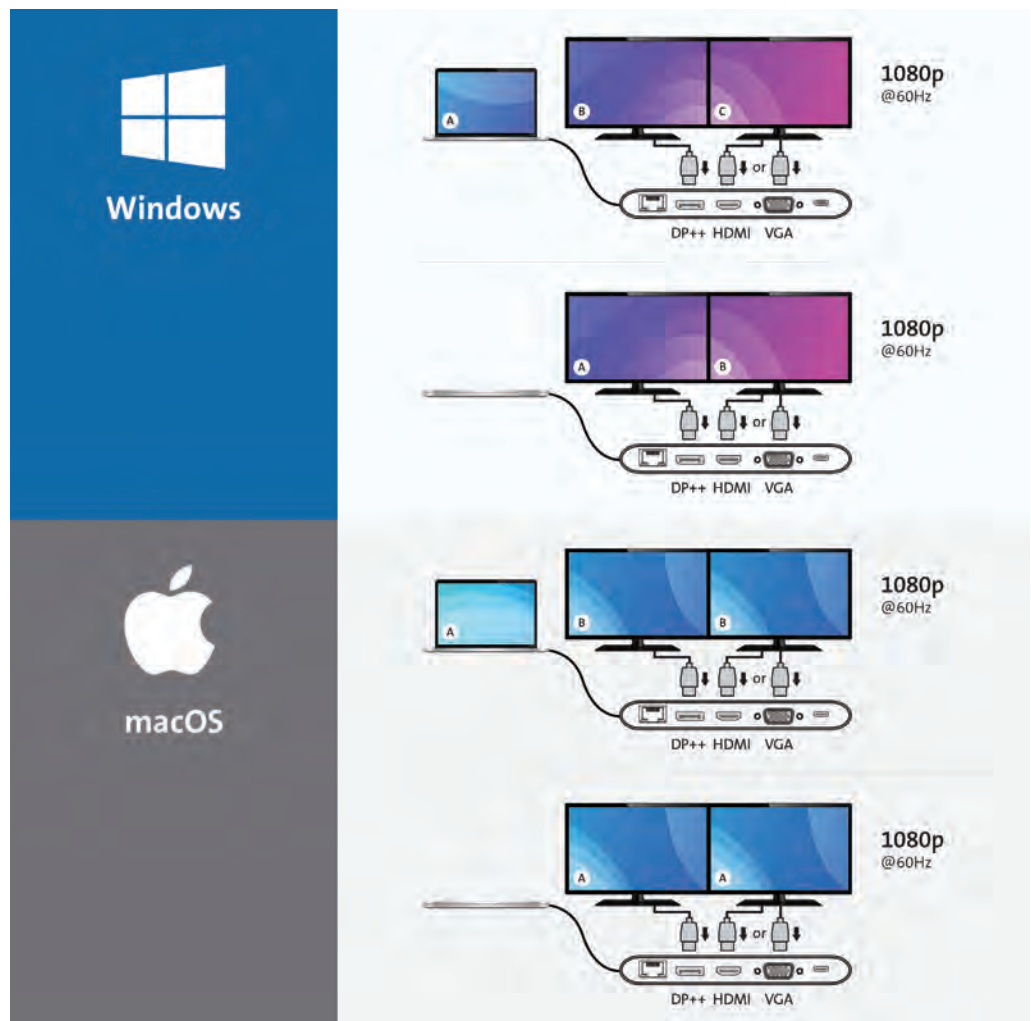 Windows
A
B
C
1080p
@60Hz
or
DP++ HDMI VGA
A
B
1080p
@60Hz
or
DP++ HDMI VGA
macOS
A
B
B
1080p
@60Hz
or
DP++ HDMI VGA
A
A
1080p
@60Hz
or
DP++ HDMI VGA